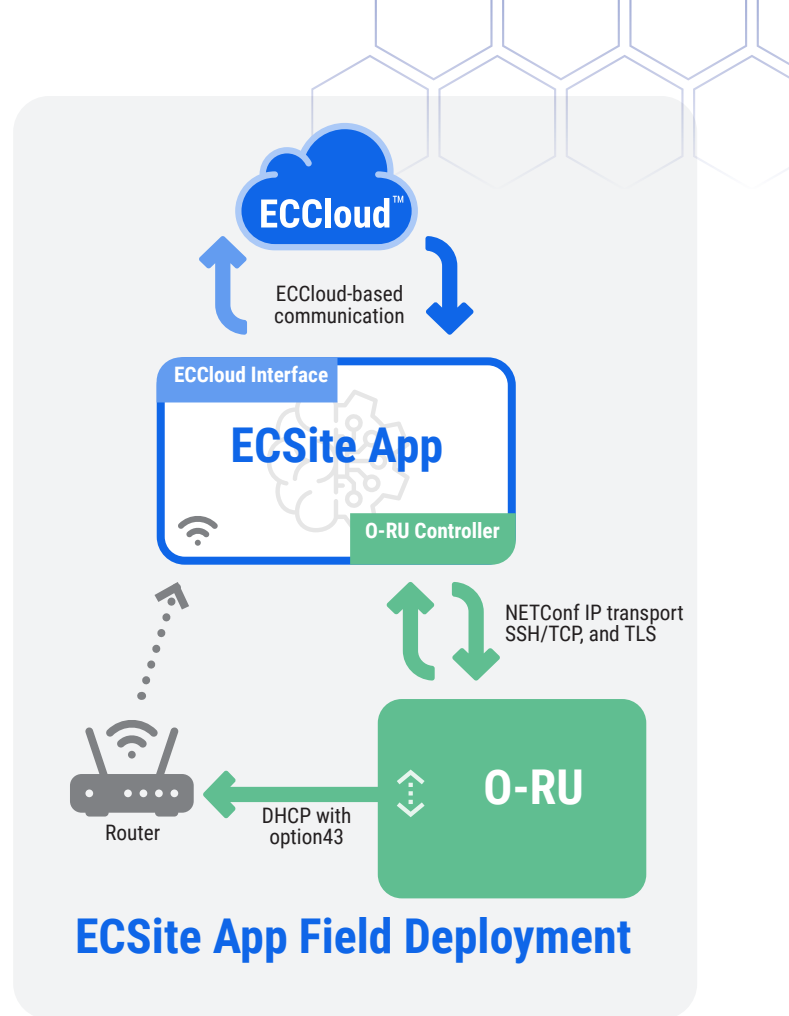 ECCloud™
ECCloud-based
communication
ECCloud Interface
ECSite App
O-RU Controller
NETConf IP transport
SSH/TCP, and TLS
O-RU
DHCP with
option43
Router
ECSite App Field Deployment